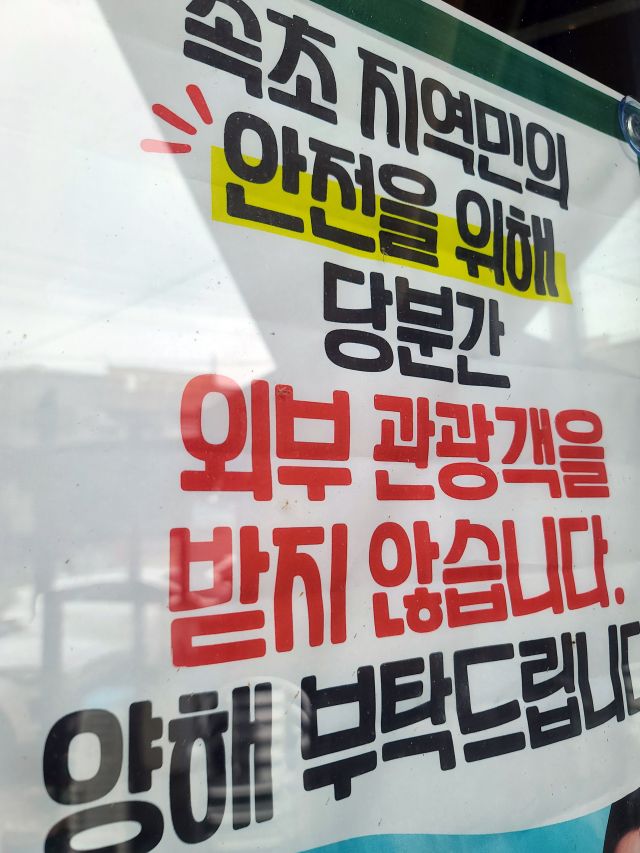 속초 지역민의
안전을 위해
당분간
외부 관광객을
받지 않습니다.
양해 부탁드립니다